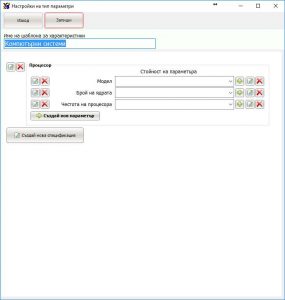 Настройки на тип параметри
Изход
Запиши
Име на шаблона за характеристики
Компютърни системи
Процесор
Стойност на параметъра
Модел
Брой на ядрата
Честота на процесора
Създай нов параметър
Създай нова спецификация